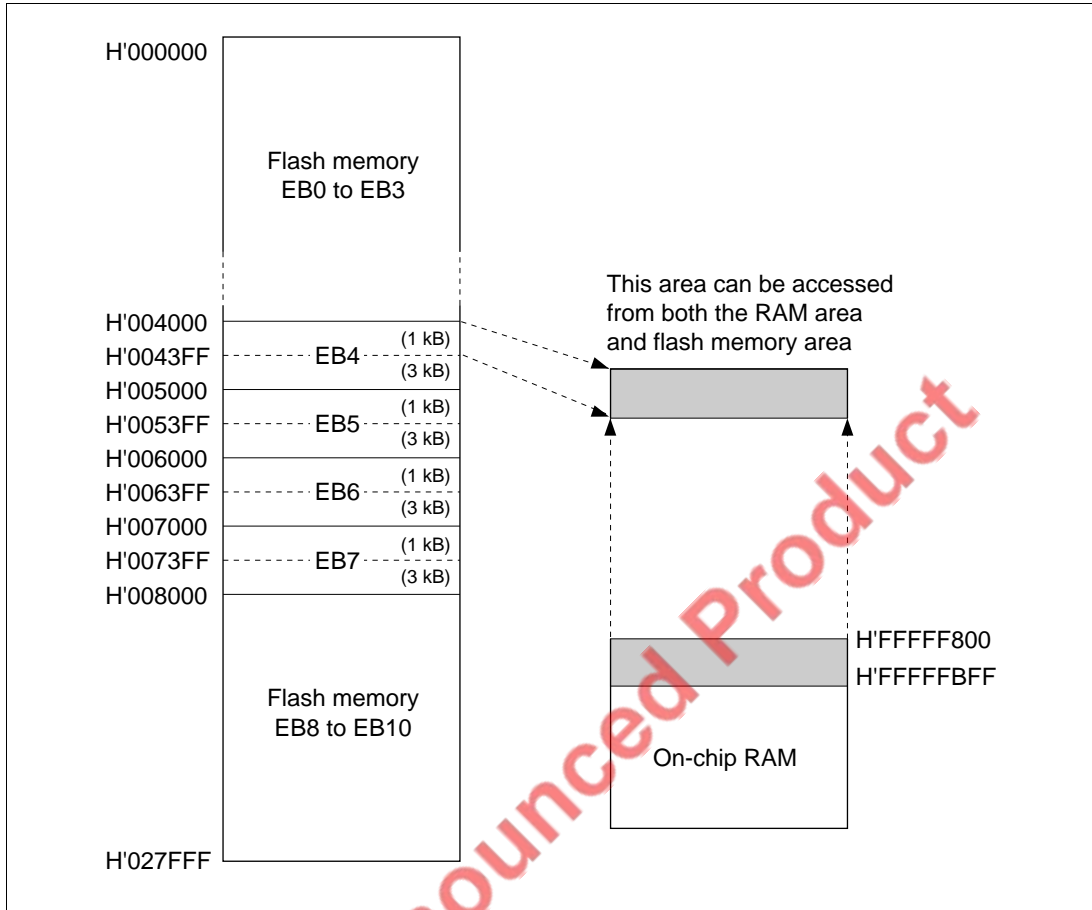 H'000000
Flash memory
EB0 to EB3
This area can be accessed
from both the RAM area
and flash memory area
H'004000
(1 kB)
H'0043FF
EB4
(3 kB)
H'005000
(1 kB)
H'0053FF
EB5
(3 kB)
H'006000
(1 kB)
H'0063FF
EB6
(3 kB)
H'007000
(1 kB)
H'0073FF
EB7
(3 kB)
H'008000
H'FFFFF800
H'FFFFFBFF
Flash memory
EB8 to EB10
On-chip RAM
H'027FFF
ounced Product